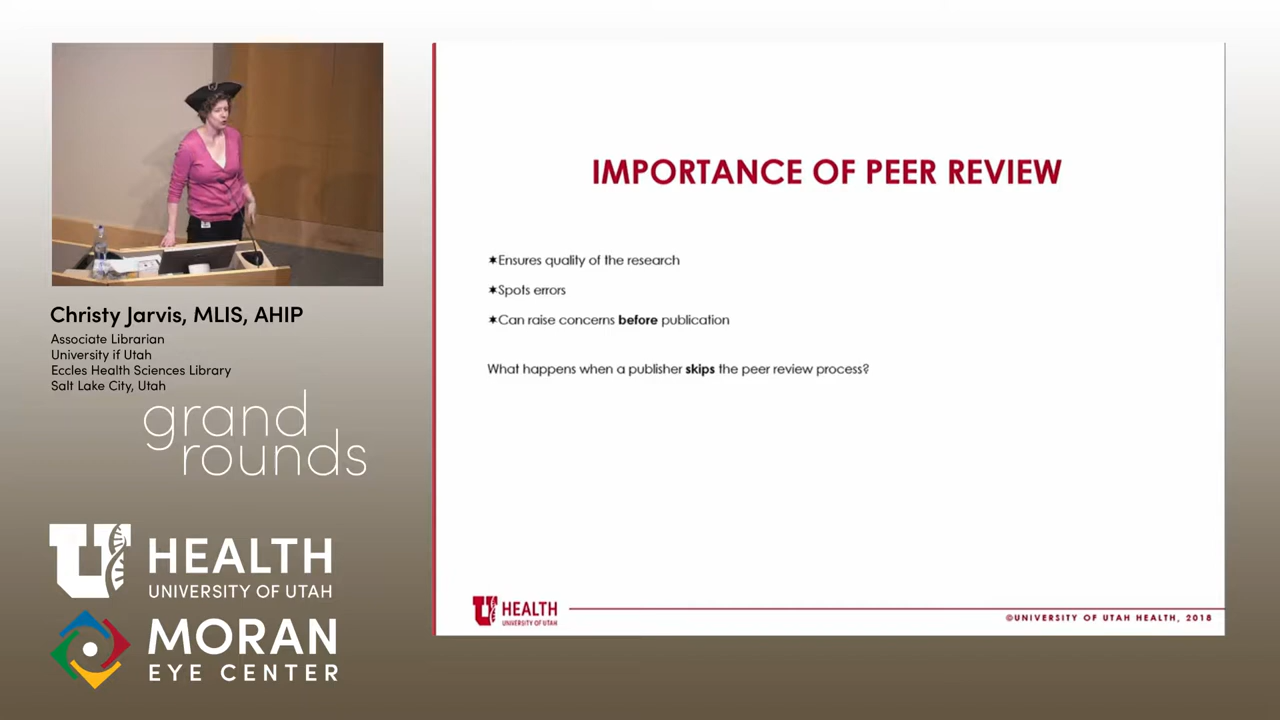 Christy Jarvis, MLIS, AHIP
Associate Librarian
University if Utah
Eccles Health Sciences Library
Salt Lake City, Utah
grand
rounds
U HEALTH
UNIVERSITY OF UTAH
MORAN
EYE CENTER
IMPORTANCE OF PEER REVIEW
✶Ensures quality of the research
✶Spots errors
✶Can raise concerns before publication
What happens when a publisher skips the peer review process?
U HEALTH
UNIVERSITY OF UTAH
©UNIVERSITY OF UTAH HEALTH, 2018